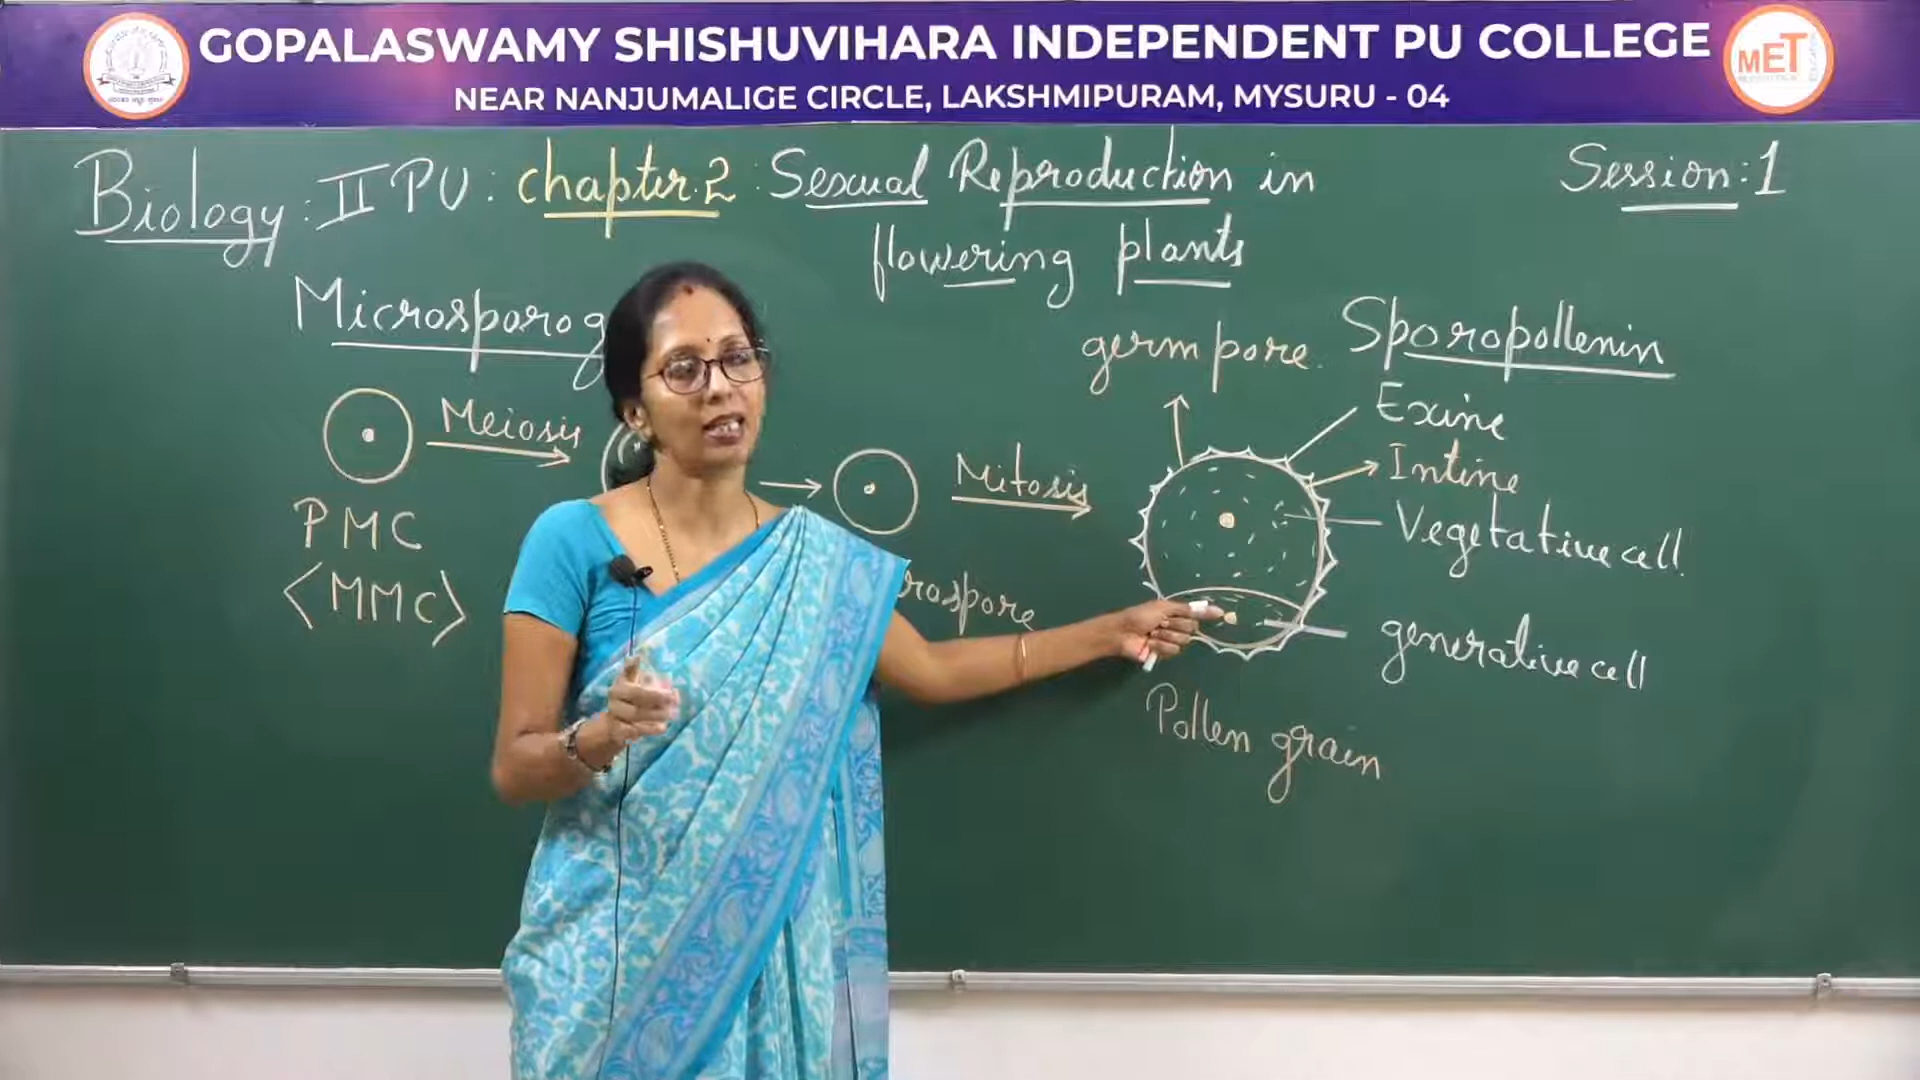 GOPALASWAMY SHISHUVIHARA INDEPENDENT PU COLLEGE
NEAR NANJUMALIGE CIRCLE, LAKSHMIPURAM, MYSURU - 04
MET
Biology : II PU : chapter.2 : Sexual Reproduction in
flowering plants
Session:1
Microsporog
germ pore.
Sporopollenin
Exine
Meiosis
Intine
Mitosis
Vegetative cell.
PMC
<MMC>
rospore
generative cell
Pollen grain